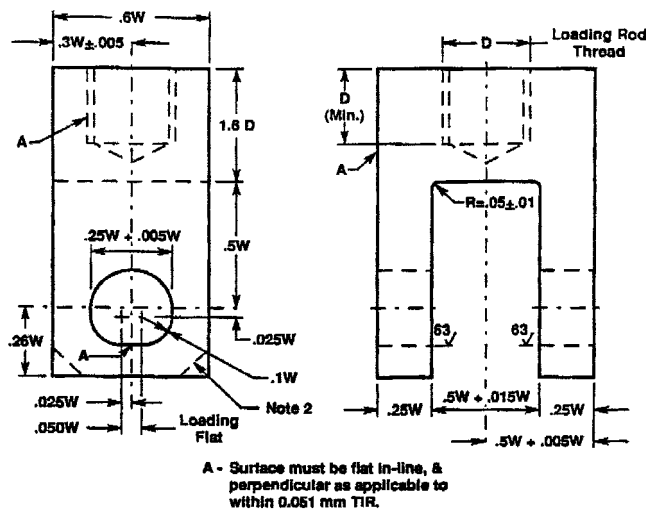 .6W
.3W±.005
D
Loading Rod
Thread
A
1.6 D
D
(Min.)
A
R=.05±.01
.25W + .005W
.5W
.025W
.26W
A
.1W
63
63
.025W
Note 2
.050W
Loading
Flat
.25W
.5W + .015W
.25W
.5W + .005W
A - Surface must be flat in-line, &
perpendicular as applicable to
within 0.051 mm TIR.